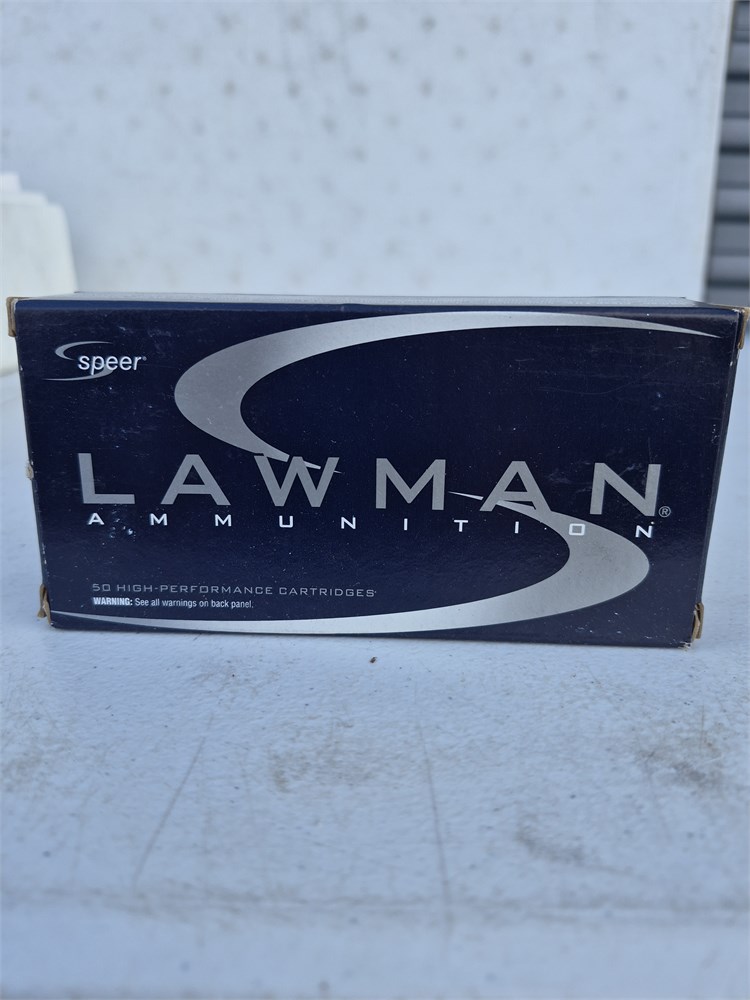 speer®
LAWMAN®
AMMUNITION
50 HIGH-PERFORMANCE CARTRIDGES
WARNING: See all warnings on back panel.